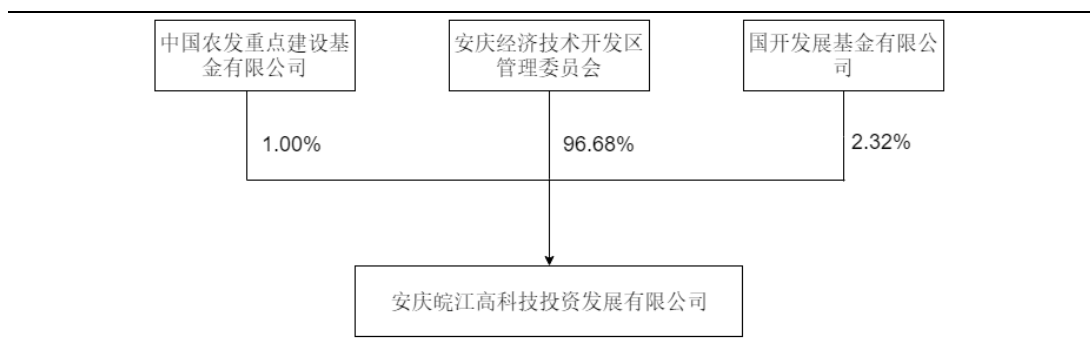 中国农发重点建设基
金有限公司
安庆经济技术开发区
管理委员会
国开发展基金有限公
司
1.00%
96.68%
2.32%
安庆皖江高科技投资发展有限公司